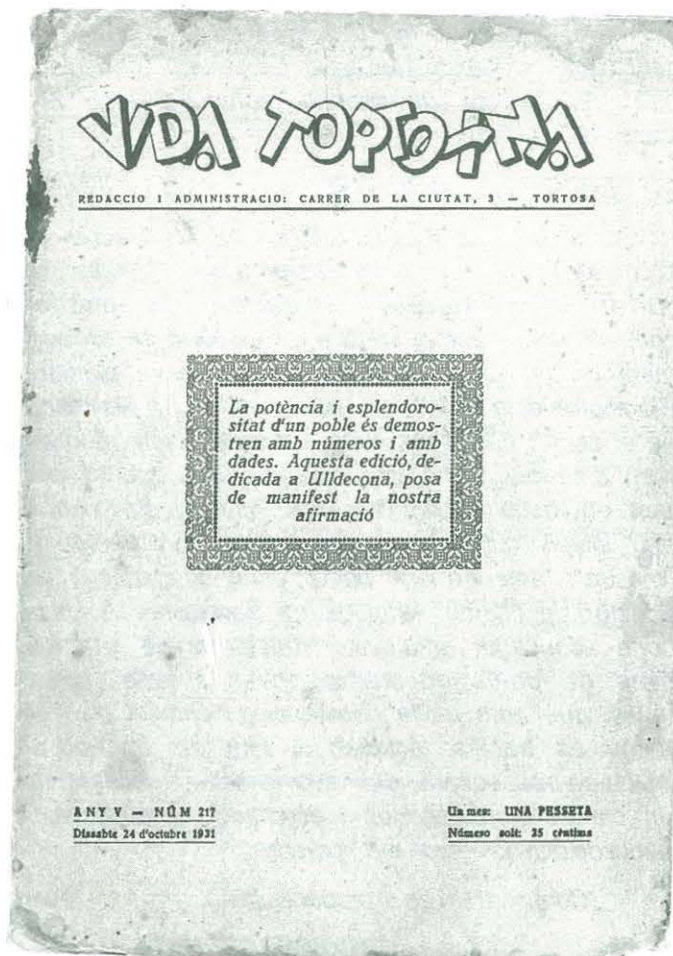 VIDA TORTOSINA
REDACCIO I ADMINISTRACIO: CARRER DE LA CIUTAT, 3 — TORTOSA
La potència i esplendoro-
sitat d'un poble és demos-
tren amb números i amb
dades. Aquesta edició, de-
dicada a Ulldecona, posa
de manifest la nostra
afirmació
ANY V — NÚM 217
Dissabte 24 d'octubre 1931
Un mes: UNA PESSETA
Número solt: 35 cèntims